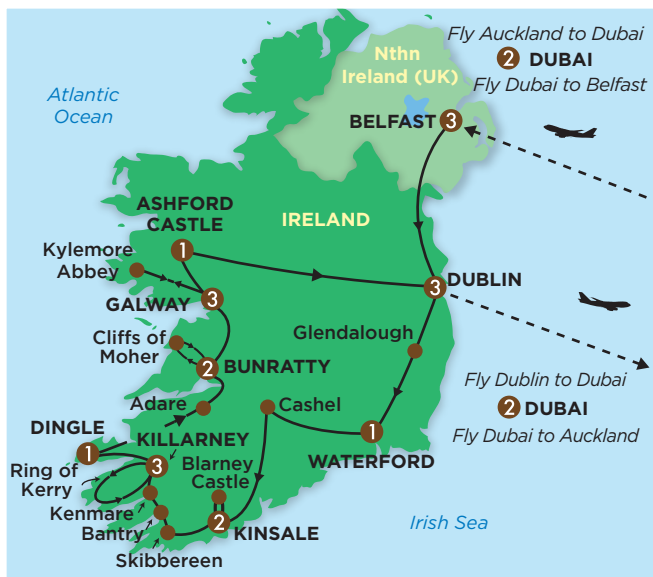 Fly Auckland to Dubai
2 DUBAI
Fly Dubai to Belfast
Nthn
Ireland (UK)
Atlantic
Ocean
BELFAST 3
ASHFORD
CASTLE
1
IRELAND
Kylemore
Abbey
GALWAY 3
3 DUBLIN
Cliffs of
Moher
Glendalough
2 BUNRATTY
Fly Dublin to Dubai
2 DUBAI
Fly Dubai to Auckland
Adare
Cashel
DINGLE
1
KILLARNEY
3
1
WATERFORD
Ring of
Kerry
Blarney
Castle
Kenmare
Bantry
2 KINSALE
Skibbereen
Irish Sea